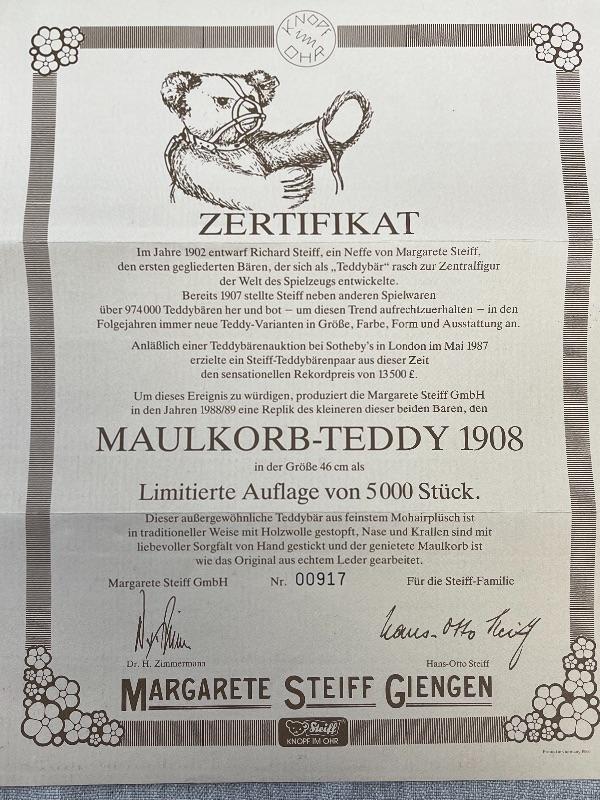 KNOPF
im
OHR
ZERTIFIKAT
Im Jahre 1902 entwarf Richard Steiff, ein Neffe von Margarete Steiff,
den ersten gegliederten Bären, der sich als „Teddybär" rasch zur Zentralfigur
der Welt des Spielzeugs entwickelte.
Bereits 1907 stellte Steiff neben anderen Spielwaren
über 974000 Teddybären her und bot – um diesen Trend aufrechtzuerhalten – in den
Folgejahren immer neue Teddy-Varianten in Größe, Farbe, Form und Ausstattung an.
Anläßlich einer Teddybärenauktion bei Sotheby's in London im Mai 1987
erzielte ein Steiff-Teddybärenpaar aus dieser Zeit
den sensationellen Rekordpreis von 13500 £.
Um dieses Ereignis zu würdigen, produziert die Margarete Steiff GmbH
in den Jahren 1988/89 eine Replik des kleineren dieser beiden Bären, den
MAULKORB-TEDDY 1908
in der Größe 46 cm als
Limitierte Auflage von 5000 Stück.
Dieser außergewöhnliche Teddybär aus feinstem Mohairplüsch ist
in traditioneller Weise mit Holzwolle gestopft, Nase und Krallen sind mit
liebevoller Sorgfalt von Hand gestickt und der genietete Maulkorb ist
wie das Original aus echtem Leder gearbeitet.
Margarete Steiff GmbH Nr. 00917 Für die Steiff-Familie
Hans-Otto Steiff
Dr. H. Zimmermann Hans-Otto Steiff
MARGARETE STEIFF GIENGEN
Steiff
KNOPF IM OHR